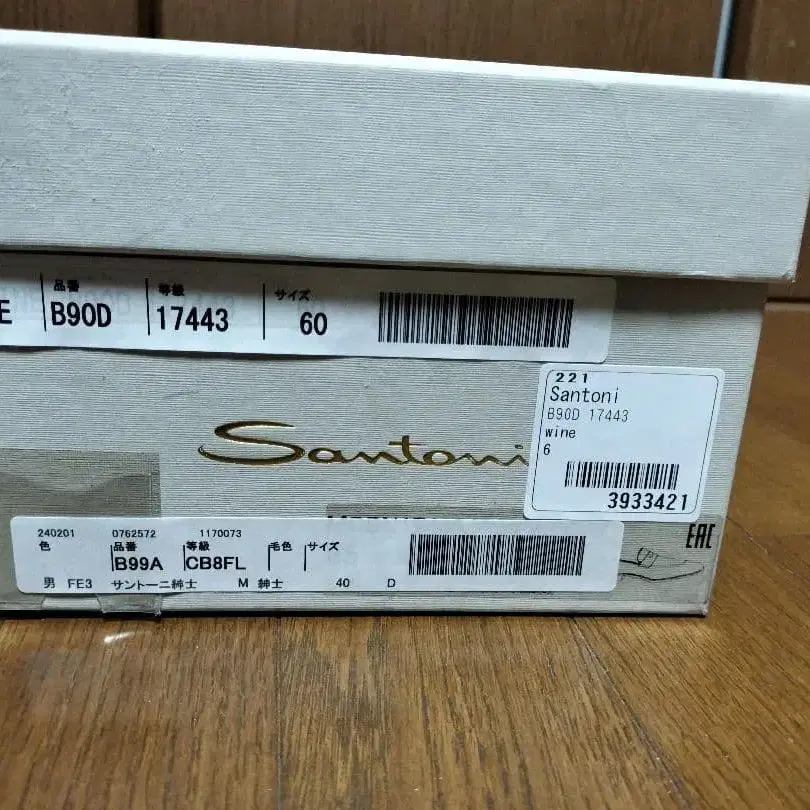 品番 等級 サイズ
E B90D 17443 60
221
Santoni
B90D 17443
wine
6
3933421
Santoni
EAC
240201 0762572 1170073
色 品番 等級 毛色 サイズ
B99A CB8FL
男 FE3 サントーニ紳士 M 紳士 40 D